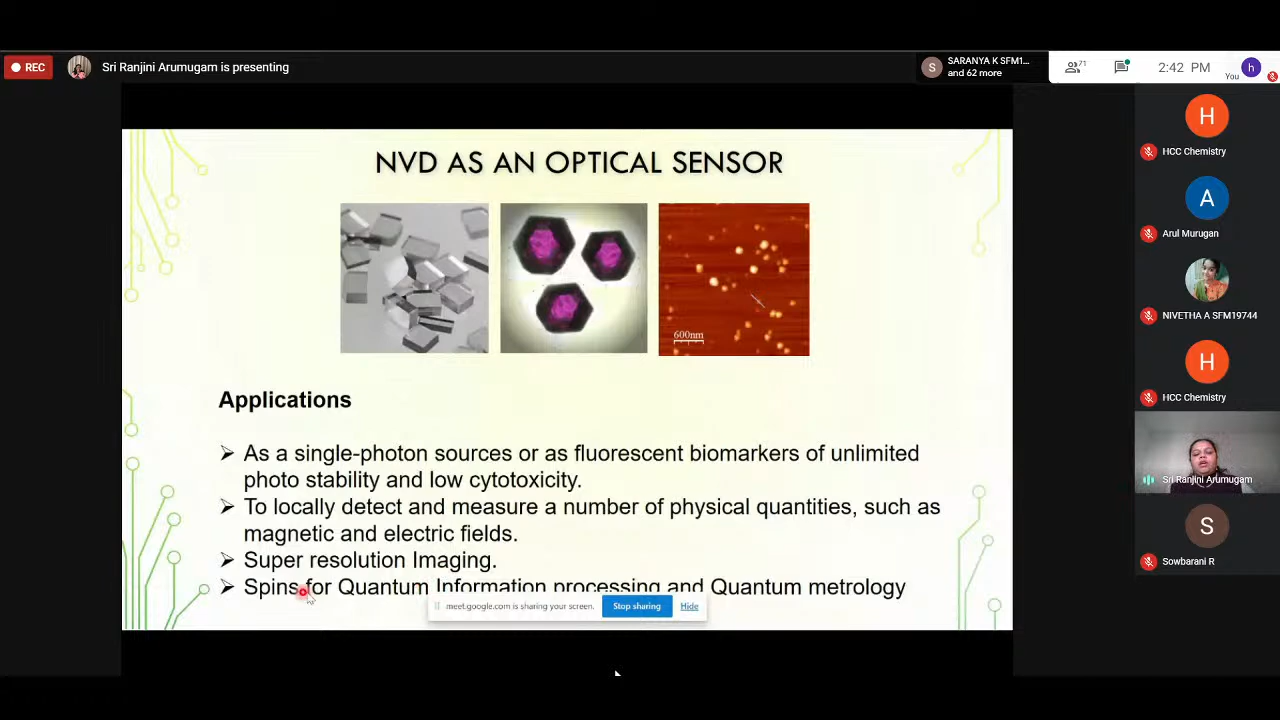 REC
Sri Ranjini Arumugam is presenting
SARANYA K SFM1...
and 62 more
71
2:42 PM
You
h
S
NVD AS AN OPTICAL SENSOR
600nm
Applications
As a single-photon sources or as fluorescent biomarkers of unlimited
photo stability and low cytotoxicity.
To locally detect and measure a number of physical quantities, such as
magnetic and electric fields.
Super resolution Imaging.
Spins for Quantum Information processing and Quantum metrology
meet.google.com is sharing your screen.
Stop sharing
Hide
H
HCC Chemistry
A
Arul Murugan
NIVETHA A SFM19744
H
HCC Chemistry
Sri Ranjini Arumugam
S
Sowbarani R